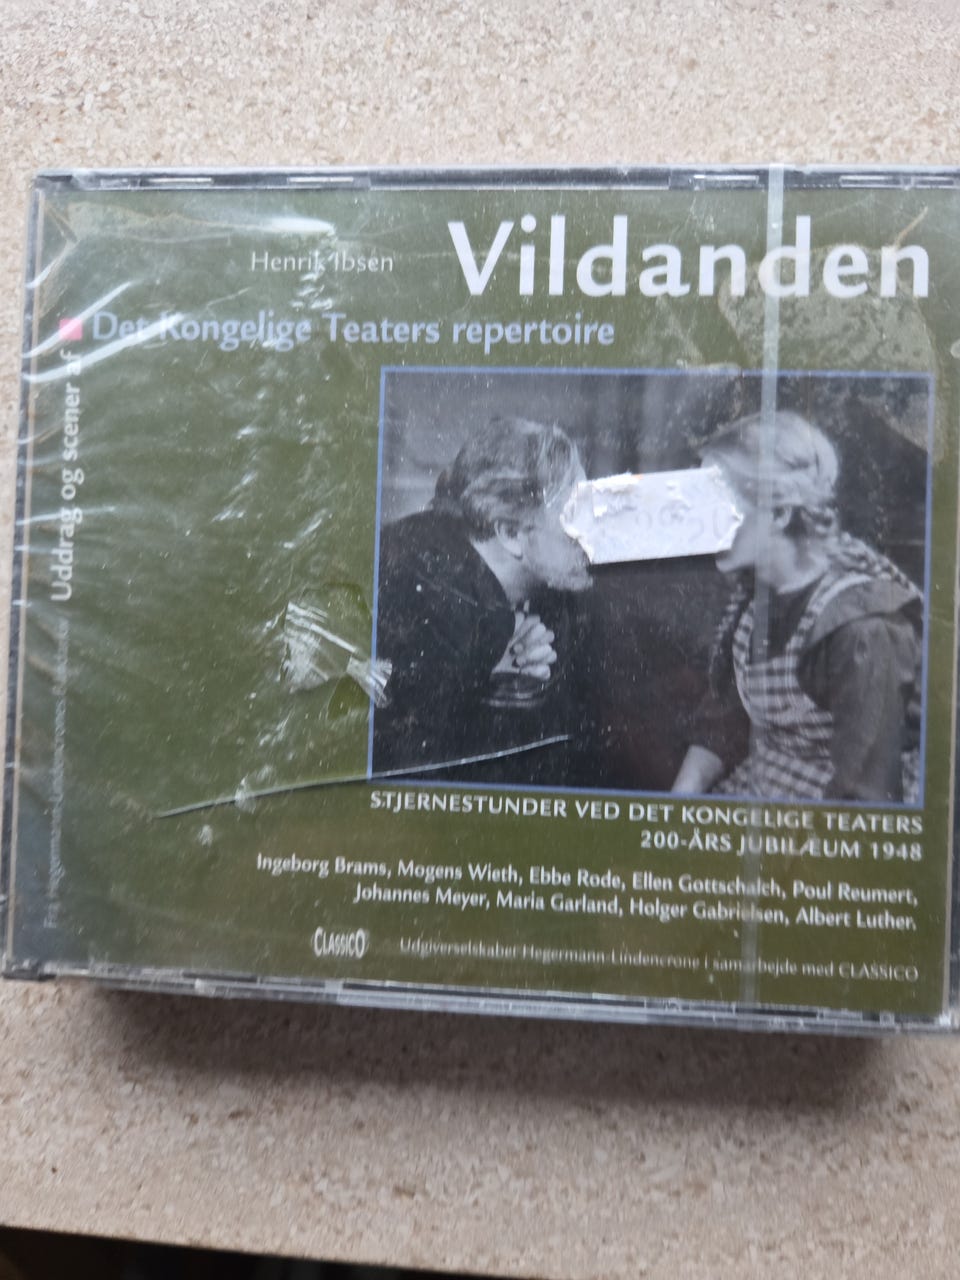 Henrik Ibsen
Vildanden
Uddrag og scener af
Det Kongelige Teaters repertoire
STJERNESTUNDER VED DET KONGELIGE TEATERS
200-ÅRS JUBILÆUM 1948
Ingeborg Brams, Mogens Wieth, Ebbe Rode, Ellen Gottschalch, Poul Reumert,
Johannes Meyer, Maria Garland, Holger Gabrielsen, Albert Luther.
CLASSICO
Udgiverselskabet Hegermann-Lindencrone i samarbejde med CLASSICO